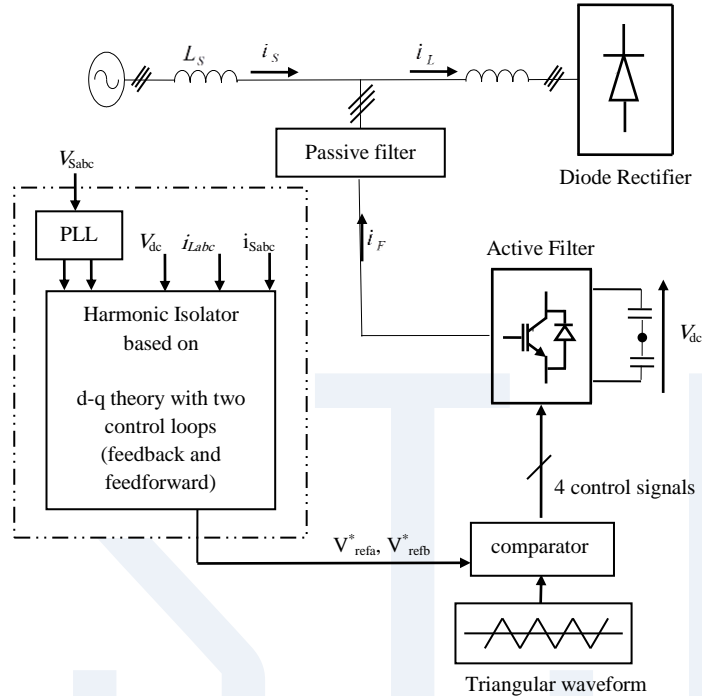 L_S
i_S
i_L
Passive filter
Diode Rectifier
V_Sabc
PLL
V_dc
i_Labc
i_Sabc
i_F
Active Filter
V_dc
Harmonic Isolator
based on
d-q theory with two
control loops
(feedback and
feedforward)
4 control signals
V*_refa, V*_refb
comparator
Triangular waveform